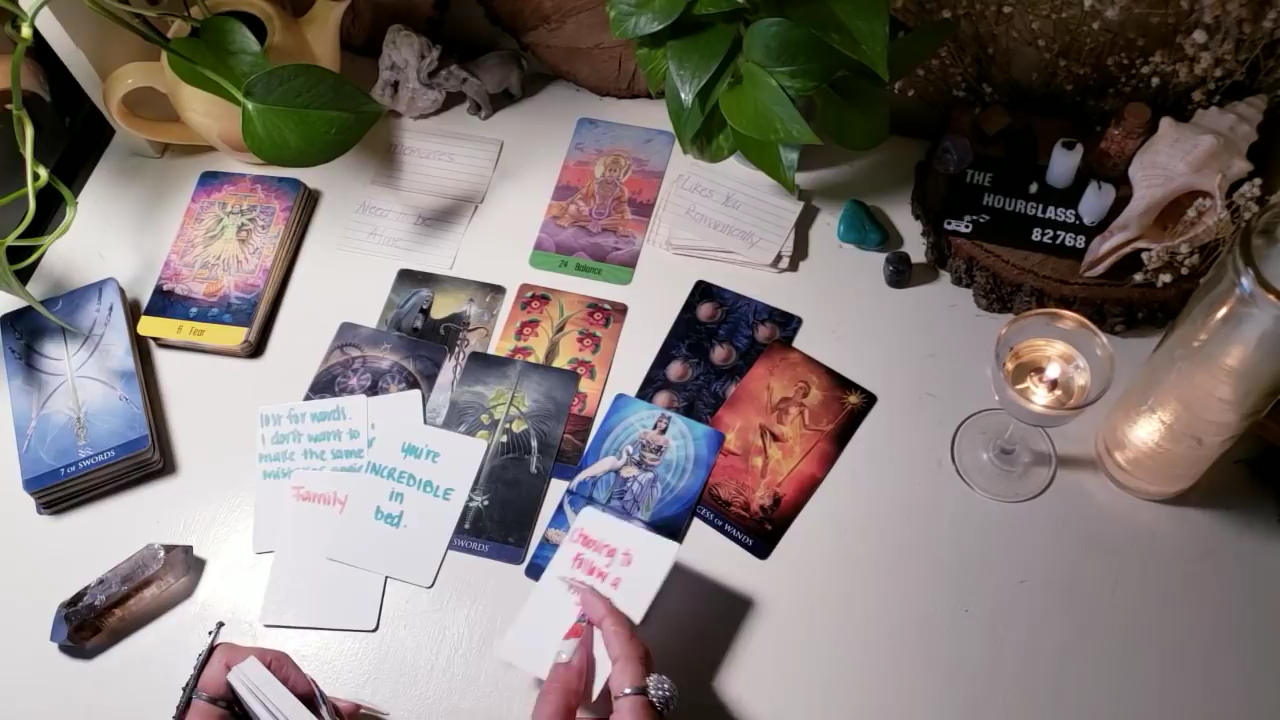 Memories
Need to be
Alone
24 Balance
Likes You
Romantically
THE
HOURGLASS.
82768
6 Fear
7 OF SWORDS
lost for words.
I don't want to
make the same
Family
you're
INCREDIBLE
in
bed.
SWORDS
CESS OF WANDS
Choosing to
Follow a